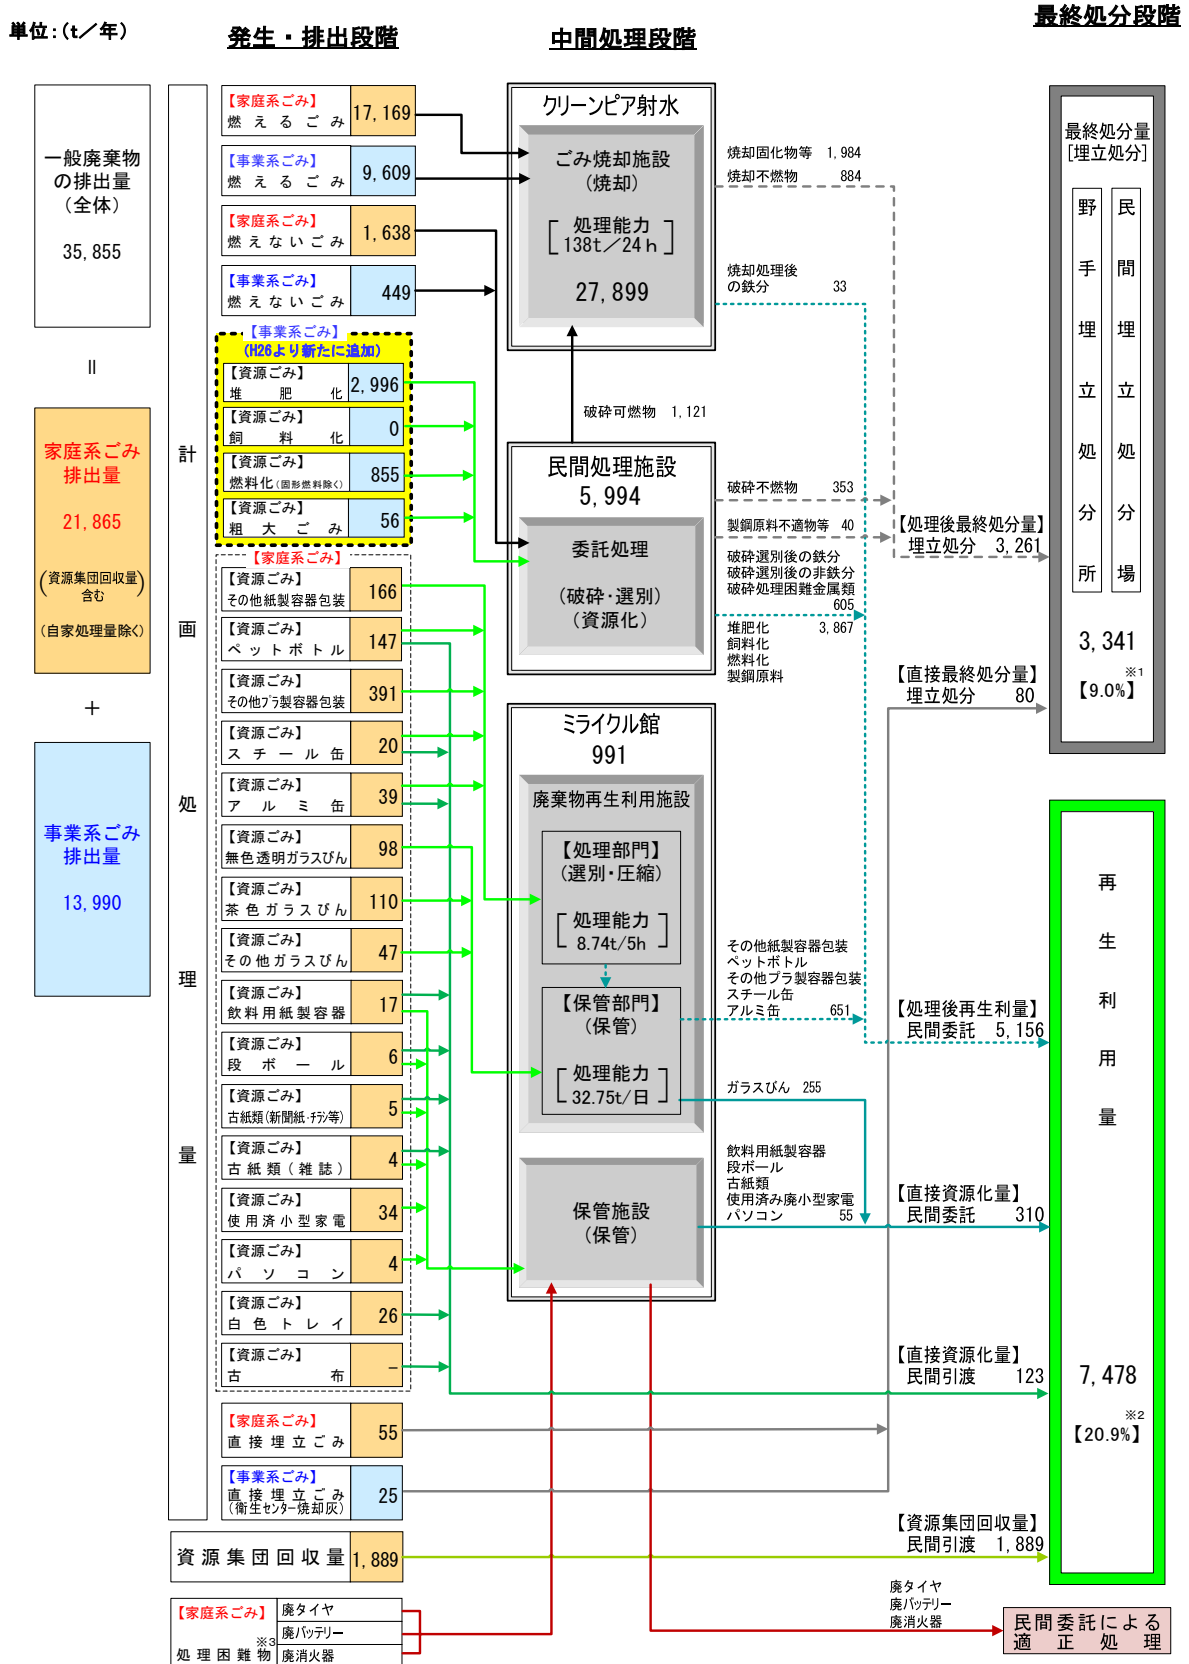 単位：（ｔ／年）
発生・排出段階
中間処理段階
最終処分段階
一般廃棄物
の排出量
（全体）
35,855
＝
家庭系ごみ
排出量
21,865
（資源集団回収量
含む）
（自家処理量除く）
＋
事業系ごみ
排出量
13,990
計画処理量
【家庭系ごみ】
燃えるごみ 17,169
【事業系ごみ】
燃えるごみ 9,609
【家庭系ごみ】
燃えないごみ 1,638
【事業系ごみ】
燃えないごみ 449
【事業系ごみ】
（H26より新たに追加）
【資源ごみ】
堆肥化 2,996
【資源ごみ】
飼料化 0
【資源ごみ】
燃料化（固形燃料除く） 855
【資源ごみ】
粗大ごみ 56
【家庭系ごみ】
【資源ごみ】
その他紙製容器包装 166
【資源ごみ】
ペットボトル 147
【資源ごみ】
その他プラ製容器包装 391
【資源ごみ】
スチール缶 20
【資源ごみ】
アルミ缶 39
【資源ごみ】
無色透明ガラスびん 98
【資源ごみ】
茶色ガラスびん 110
【資源ごみ】
その他ガラスびん 47
【資源ごみ】
飲料用紙製容器 17
【資源ごみ】
段ボール 6
【資源ごみ】
古紙類（新聞紙・チラシ等） 5
【資源ごみ】
古紙類（雑誌） 4
【資源ごみ】
使用済小型家電 34
【資源ごみ】
パソコン 4
【資源ごみ】
白色トレイ 26
【資源ごみ】
古布 －
【家庭系ごみ】
直接埋立ごみ 55
【事業系ごみ】
直接埋立ごみ 25
（衛生センター焼却灰）
資源集団回収量 1,889
【家庭系ごみ】
※3
処理困難物
廃タイヤ
廃バッテリー
廃消火器
クリーンピア射水
ごみ焼却施設
（焼却）
［処理能力
138t／24ｈ］
27,899
破砕可燃物 1,121
民間処理施設
5,994
委託処理
（破砕・選別）
（資源化）
ミライクル館
991
廃棄物再生利用施設
【処理部門】
（選別・圧縮）
［処理能力
8.74t/5h］
【保管部門】
（保管）
［処理能力
32.75t/日］
保管施設
（保管）
焼却固化物等 1,984
焼却不燃物 884
焼却処理後
の鉄分 33
破砕不燃物 353
製鋼原料不適物等 40
破砕選別後の鉄分
破砕選別後の非鉄分
破砕処理困難金属類
605
堆肥化 3,867
飼料化
燃料化
製鋼原料
その他紙製容器包装
ペットボトル
その他プラ製容器包装
スチール缶
アルミ缶 651
ガラスびん 255
飲料用紙製容器
段ボール
古紙類
使用済み廃小型家電
パソコン 55
【処理後最終処分量】
埋立処分 3,261
【直接最終処分量】
埋立処分 80
【処理後再生利量】
民間委託 5,156
【直接資源化量】
民間委託 310
【直接資源化量】
民間引渡 123
【資源集団回収量】
民間引渡 1,889
廃タイヤ
廃バッテリー
廃消火器
最終処分量
［埋立処分］
野手埋立処分所
民間埋立処分場
3,341
※1
【9.0%】
再生利用量
7,478
※2
【20.9%】
民間委託による
適正処理